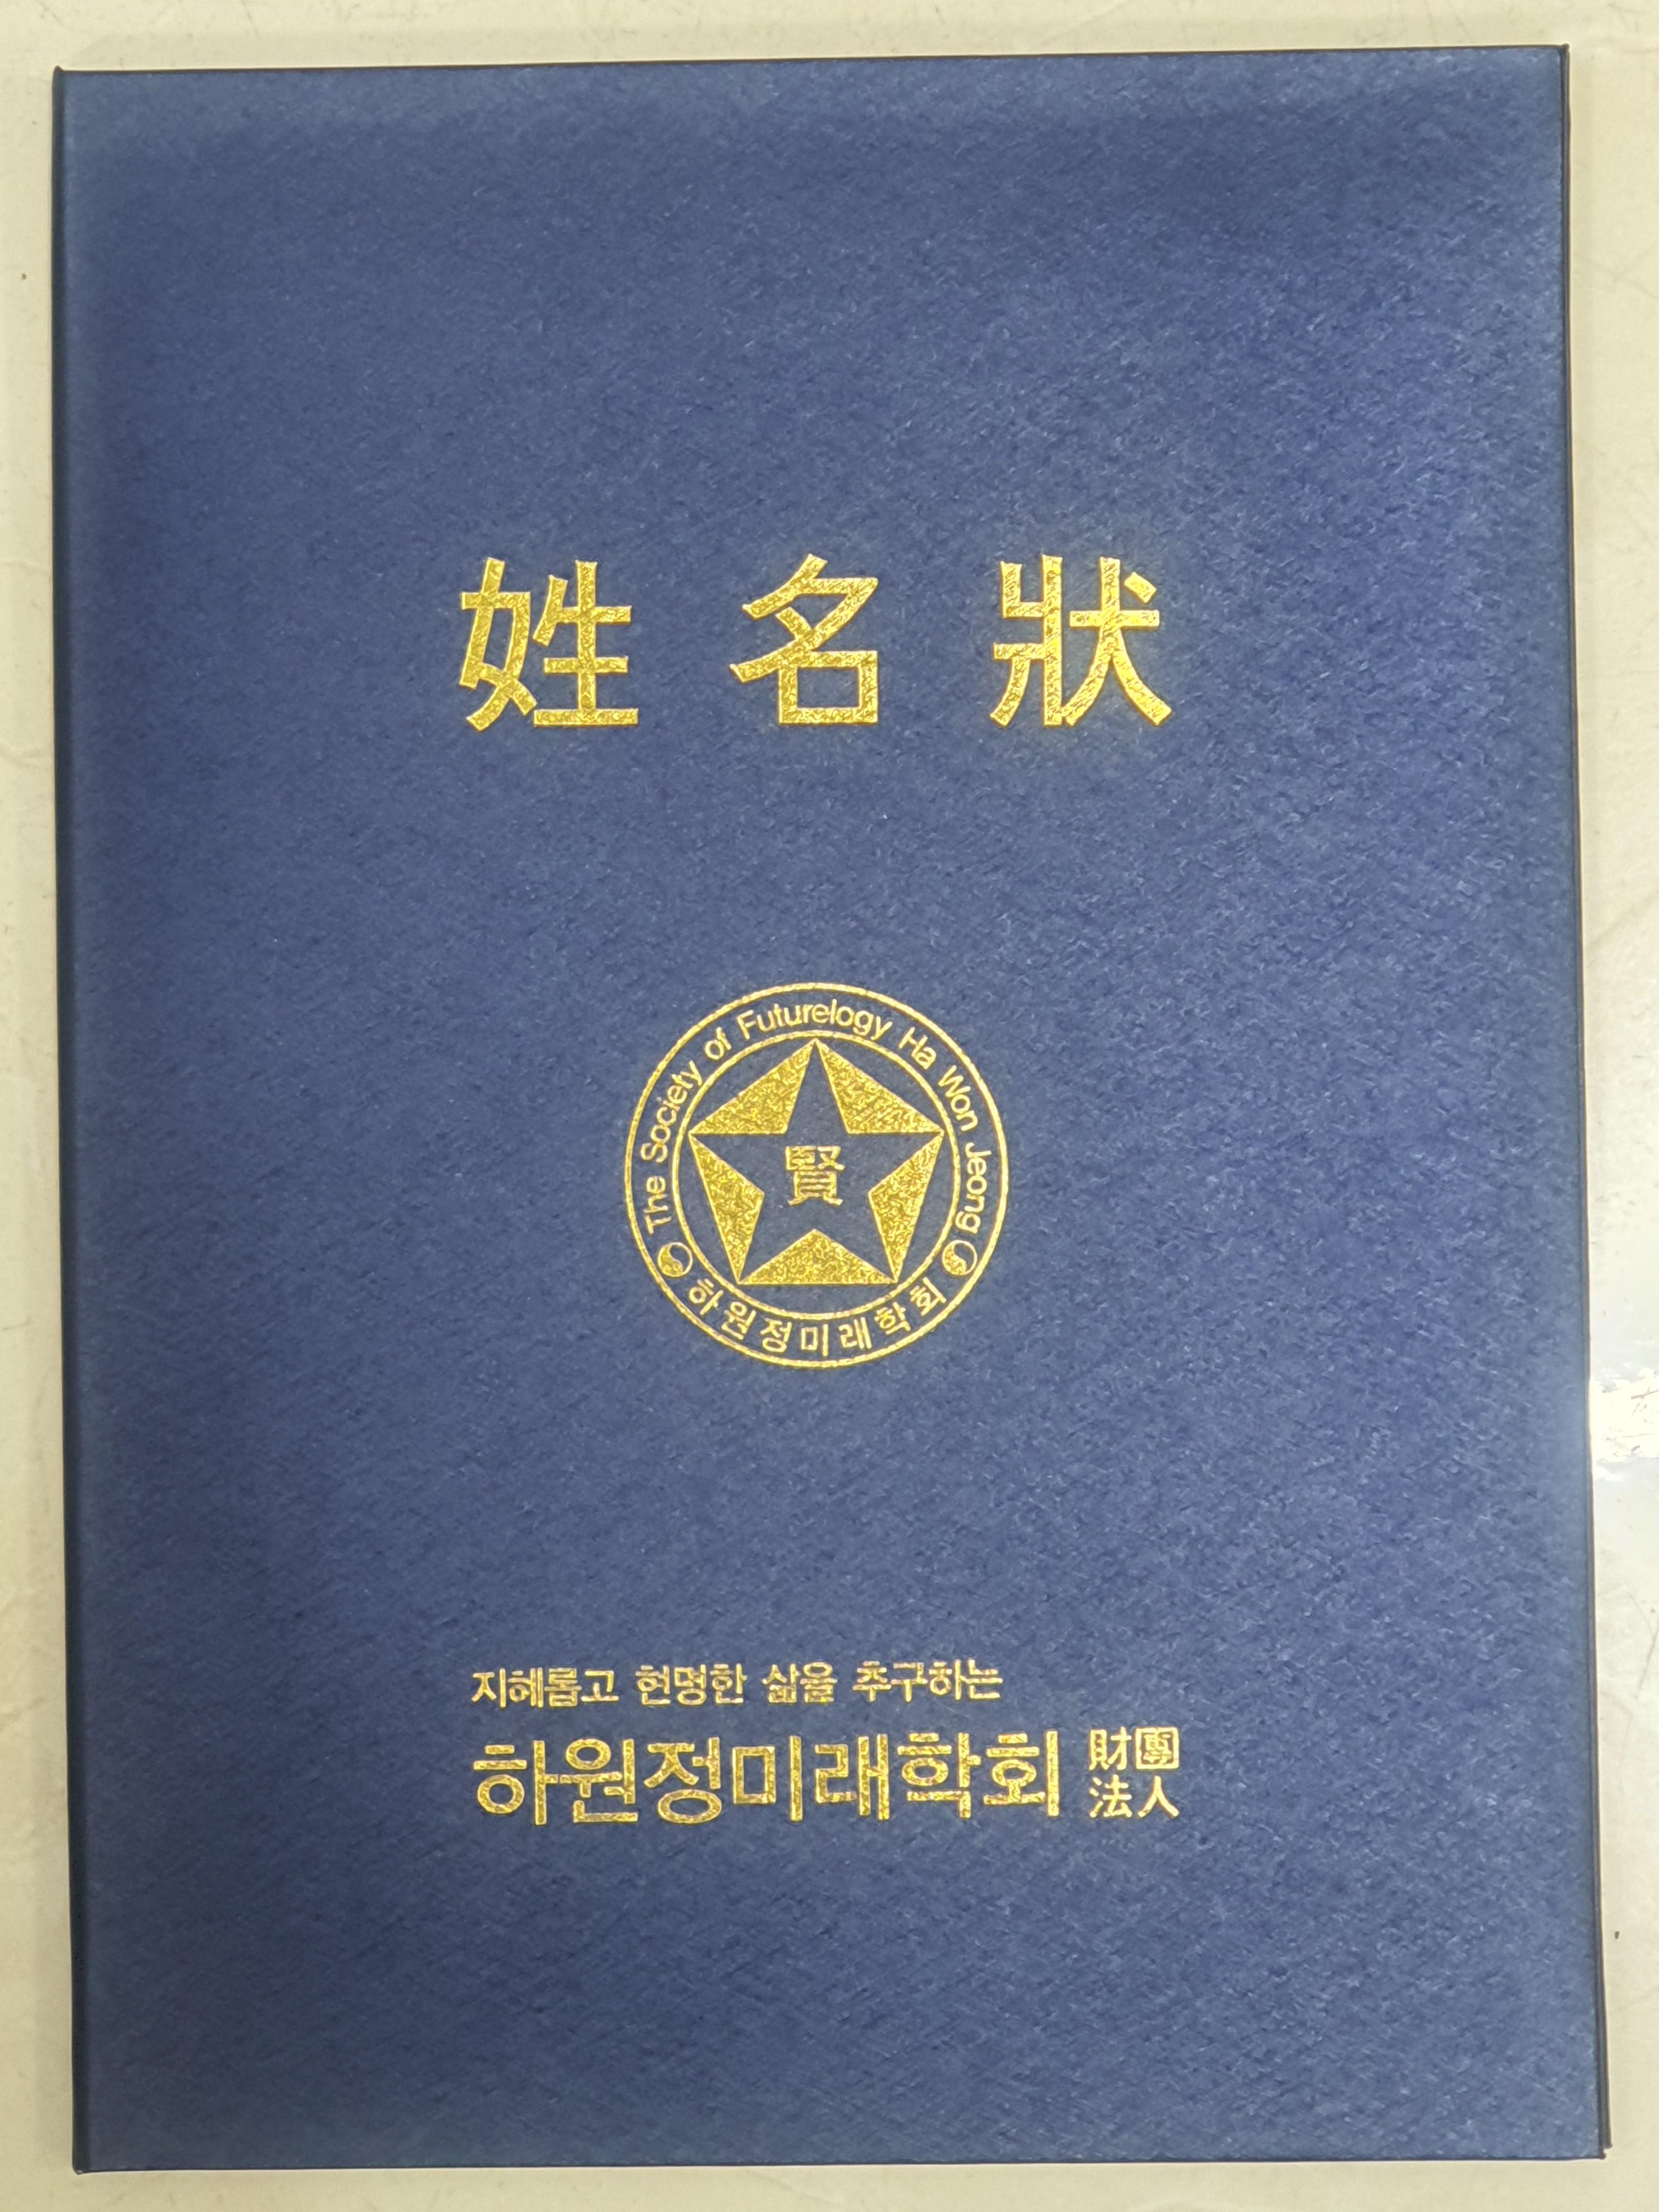 姓名狀
The Society of Futurelogy Ha Won Jeong
賢
하원정미래학회
지혜롭고 현명한 삶을 추구하는
하원정미래학회 財團
法人